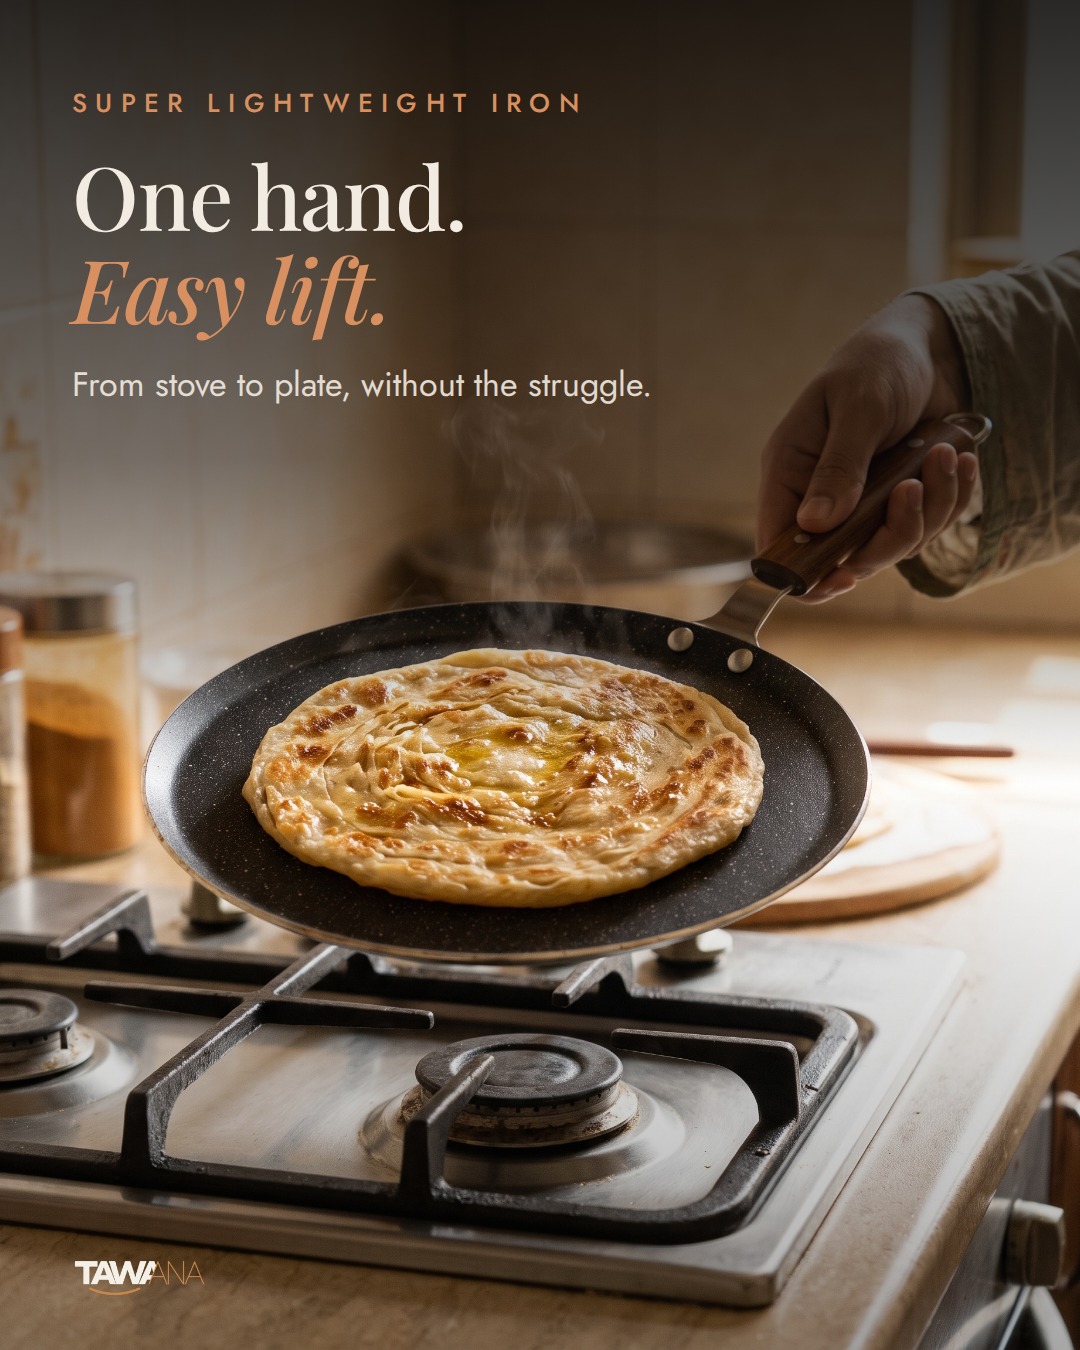 SUPER LIGHTWEIGHT IRON
One hand.
Easy lift.
From stove to plate, without the struggle.
TAWAANA